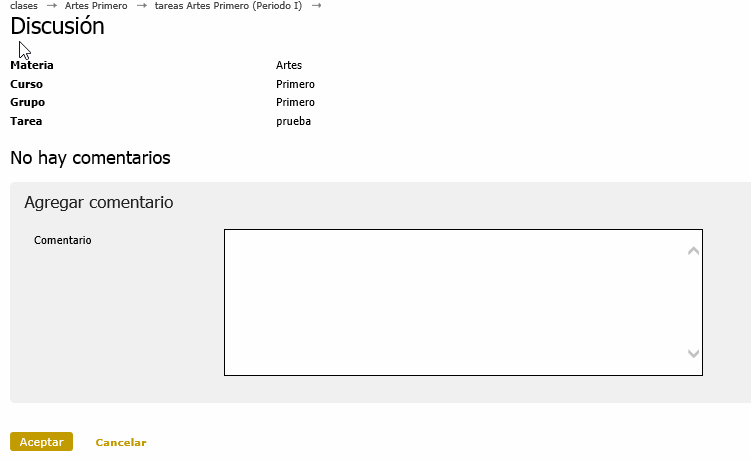 clases → Artes Primero → tareas Artes Primero (Periodo I) →
Discusión
Materia Artes
Curso Primero
Grupo Primero
Tarea prueba
No hay comentarios
Agregar comentario
Comentario
Aceptar Cancelar